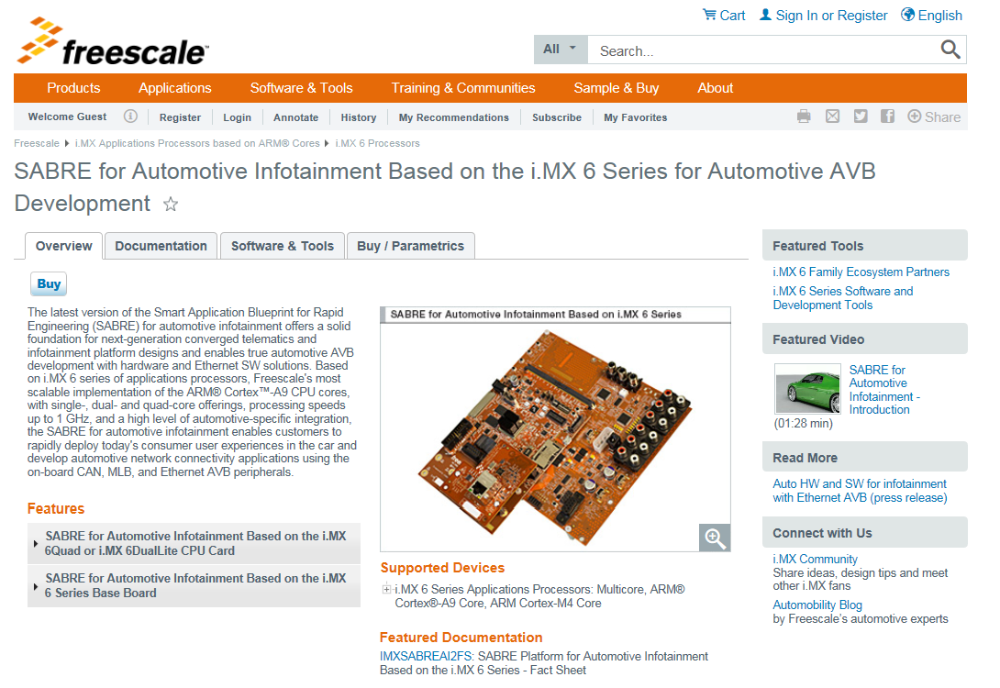 Cart Sign In or Register English
freescale™
All Search...
Products Applications Software & Tools Training & Communities Sample & Buy About
Welcome Guest Register Login Annotate History My Recommendations Subscribe My Favorites Share
Freescale i.MX Applications Processors based on ARM® Cores i.MX 6 Processors
SABRE for Automotive Infotainment Based on the i.MX 6 Series for Automotive AVB
Development
Overview Documentation Software & Tools Buy / Parametrics
Buy
The latest version of the Smart Application Blueprint for Rapid
Engineering (SABRE) for automotive infotainment offers a solid
foundation for next-generation converged telematics and
infotainment platform designs and enables true automotive AVB
development with hardware and Ethernet SW solutions. Based
on i.MX 6 series of applications processors, Freescale's most
scalable implementation of the ARM® Cortex™-A9 CPU cores,
with single-, dual- and quad-core offerings, processing speeds
up to 1 GHz, and a high level of automotive-specific integration,
the SABRE for automotive infotainment enables customers to
rapidly deploy today's consumer user experiences in the car and
develop automotive network connectivity applications using the
on-board CAN, MLB, and Ethernet AVB peripherals.
Features
SABRE for Automotive Infotainment Based on the i.MX
6Quad or i.MX 6DualLite CPU Card
SABRE for Automotive Infotainment Based on the i.MX
6 Series Base Board
SABRE for Automotive Infotainment Based on i.MX 6 Series
Supported Devices
i.MX 6 Series Applications Processors: Multicore, ARM®
Cortex®-A9 Core, ARM Cortex-M4 Core
Featured Documentation
IMXSABREAI2FS: SABRE Platform for Automotive Infotainment
Based on the i.MX 6 Series - Fact Sheet
Featured Tools
i.MX 6 Family Ecosystem Partners
i.MX 6 Series Software and
Development Tools
Featured Video
SABRE for
Automotive
Infotainment -
Introduction
(01:28 min)
Read More
Auto HW and SW for infotainment
with Ethernet AVB (press release)
Connect with Us
i.MX Community
Share ideas, design tips and meet
other i.MX fans
Automobility Blog
by Freescale's automotive experts